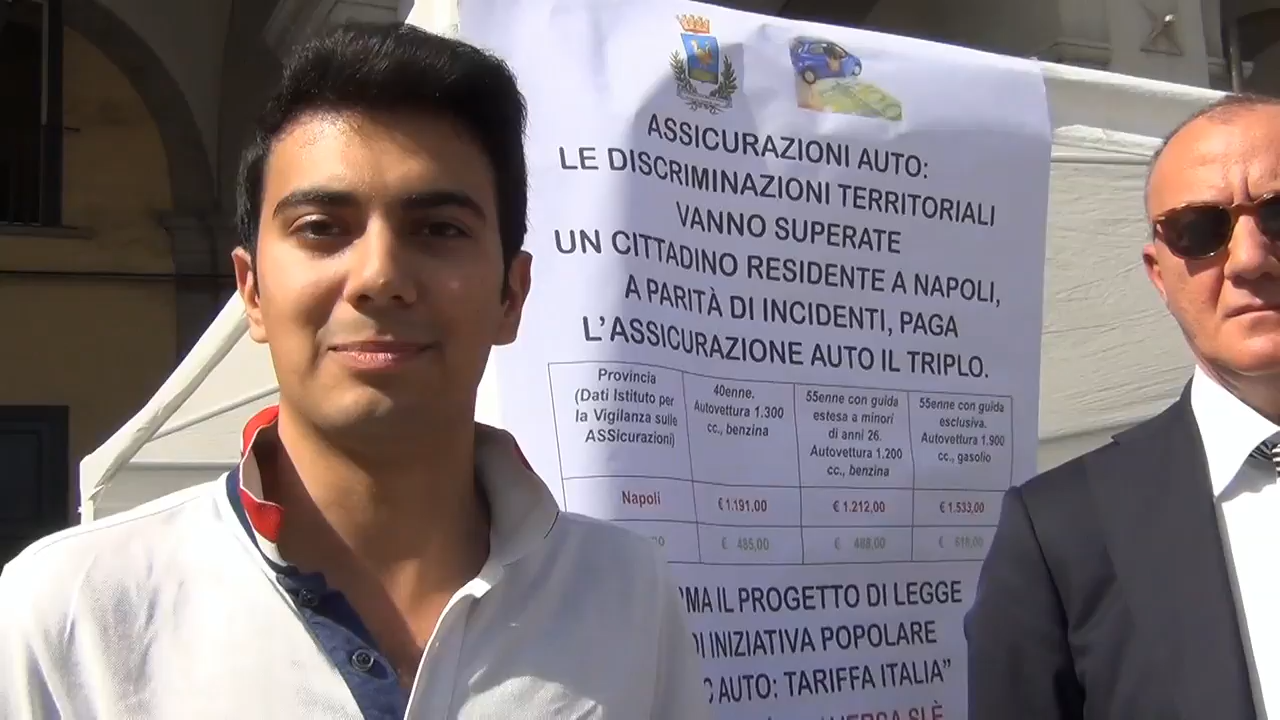 ASSICURAZIONI AUTO:
LE DISCRIMINAZIONI TERRITORIALI
VANNO SUPERATE
UN CITTADINO RESIDENTE A NAPOLI,
A PARITÀ DI INCIDENTI, PAGA
L'ASSICURAZIONE AUTO IL TRIPLO.
Provincia
(Dati Istituto per
la Vigilanza sulle
ASSicurazioni)
40enne.
Autovettura 1.300
cc., benzina
55enne con guida
estesa a minori
di anni 26.
Autovettura 1.200
cc., benzina
55enne con guida
esclusiva.
Autovettura 1.900
cc., gasolio
Napoli € 1.191,00 € 1.212,00 € 1.533,00
€ 485,00 € 488,00 €
IL PROGETTO DI LEGGE
DI INIZIATIVA POPOLARE
AUTO: TARIFFA ITALIA”